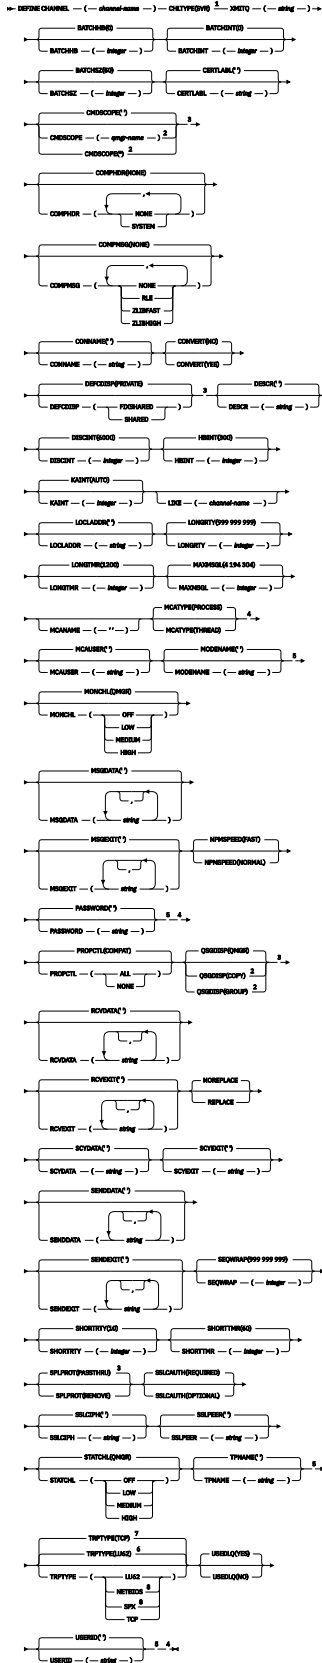 DEFINE CHANNEL ( channel-name ) CHLTYPE(SVR) 1 XMITQ ( string )
BATCHHB(0) BATCHINT(0)
BATCHHB ( integer ) BATCHINT ( integer )
BATCHSZ(50) CERTLABL(' ')
BATCHSZ ( integer ) CERTLABL ( string )
CMDSCOPE(' ') 3
CMDSCOPE ( qmgr-name ) 2
CMDSCOPE(*) 2
COMPHDR(NONE)
,
COMPHDR ( NONE )
SYSTEM
COMPMSG(NONE)
,
COMPMSG ( NONE )
RLE
ZLIBFAST
ZLIBHIGH
CONNAME(' ') CONVERT(NO)
CONNAME ( string ) CONVERT(YES)
DEFCDISP(PRIVATE) 3 DESCR(' ')
DEFCDISP ( FIXSHARED ) DESCR ( string )
SHARED
DISCINT(6000) HBINT(300)
DISCINT ( integer ) HBINT ( integer )
KAINT(AUTO)
KAINT ( integer ) LIKE ( channel-name )
LOCLADDR(' ') LONGRTY(999 999 999)
LOCLADDR ( string ) LONGRTY ( integer )
LONGTMR(1200) MAXMSGL(4 194 304)
LONGTMR ( integer ) MAXMSGL ( integer )
MCATYPE(PROCESS) 4
MCANAME ( ' ' ) MCATYPE(THREAD)
MCAUSER(' ') MODENAME(' ') 5
MCAUSER ( string ) MODENAME ( string )
MONCHL(QMGR)
MONCHL ( OFF )
LOW
MEDIUM
HIGH
MSGDATA(' ')
,
MSGDATA ( string )
MSGEXIT(' ') NPMSPEED(FAST)
, NPMSPEED(NORMAL)
MSGEXIT ( string )
PASSWORD(' ') 5 4
PASSWORD ( string )
PROPCTL(COMPAT) QSGDISP(QMGR) 3
PROPCTL ( ALL ) QSGDISP(COPY) 2
NONE QSGDISP(GROUP) 2
RCVDATA(' ')
,
RCVDATA ( string )
RCVEXIT(' ') NOREPLACE
, REPLACE
RCVEXIT ( string )
SCYDATA(' ') SCYEXIT(' ')
SCYDATA ( string ) SCYEXIT ( string )
SENDDATA(' ')
,
SENDDATA ( string )
SENDEXIT(' ') SEQWRAP(999 999 999)
, SEQWRAP ( integer )
SENDEXIT ( string )
SHORTRTY(10) SHORTTMR(60)
SHORTRTY ( integer ) SHORTTMR ( integer )
SPLPROT(PASSTHRU) 3 SSLCAUTH(REQUIRED)
SPLPROT(REMOVE) SSLCAUTH(OPTIONAL)
SSLCIPH(' ') SSLPEER(' ')
SSLCIPH ( string ) SSLPEER ( string )
STATCHL(QMGR) TPNAME(' ') 5
STATCHL ( OFF ) TPNAME ( string )
LOW
MEDIUM
HIGH
TRPTYPE(TCP) 7
TRPTYPE(LU62) 6 USEDLQ(YES)
TRPTYPE ( LU62 ) USEDLQ(NO)
NETBIOS 8
SPX 8
TCP
USERID(' ') 5 4
USERID ( string )